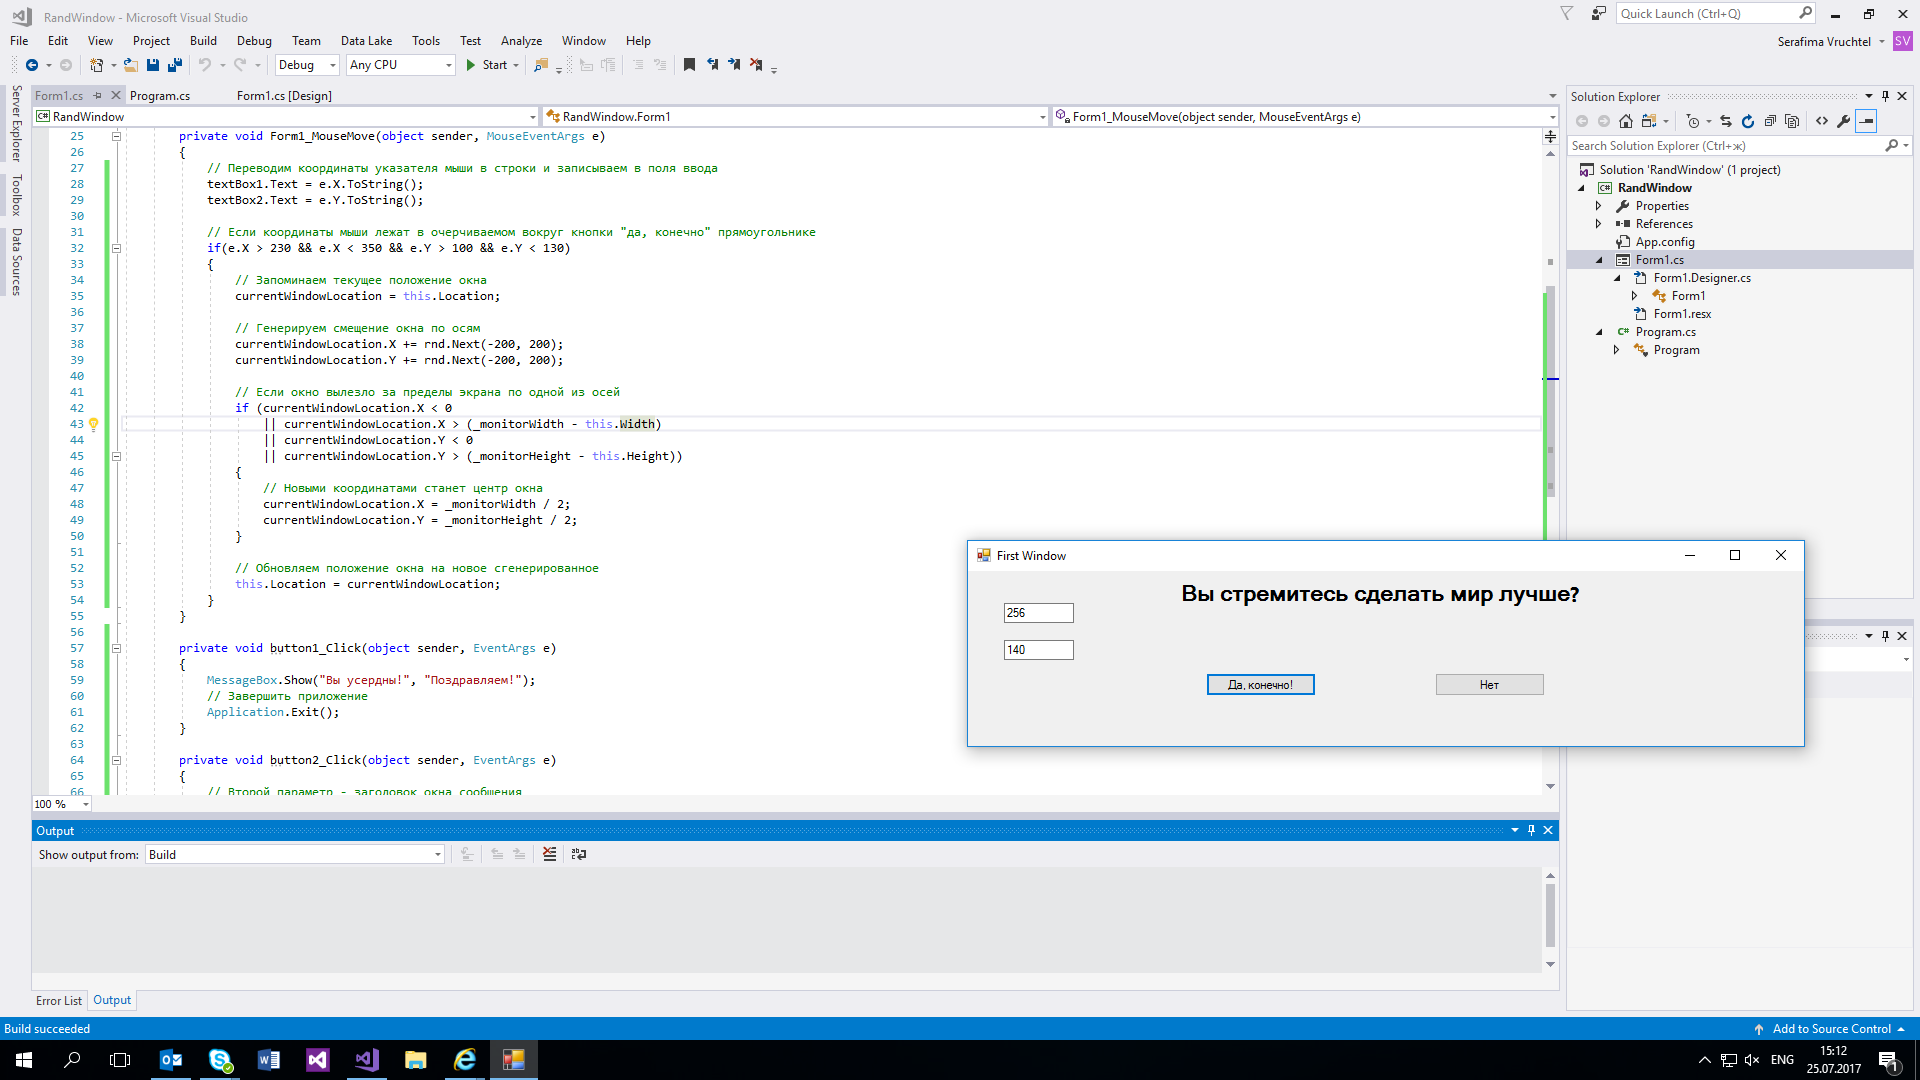 RandWindow - Microsoft Visual Studio
Quick Launch (Ctrl+Q)
File Edit View Project Build Debug Team Data Lake Tools Test Analyze Window Help
Serafima Vruchtel SV
Debug Any CPU Start
Form1.cs Program.cs Form1.cs [Design]
RandWindow RandWindow.Form1 Form1_MouseMove(object sender, MouseEventArgs e)
Server Explorer
Toolbox
Data Sources
25 private void Form1_MouseMove(object sender, MouseEventArgs e)
26 {
27 // Переводим координаты указателя мыши в строки и записываем в поля ввода
28 textBox1.Text = e.X.ToString();
29 textBox2.Text = e.Y.ToString();
30
31 // Если координаты мыши лежат в очерчиваемом вокруг кнопки "да, конечно" прямоугольнике
32 if(e.X > 230 && e.X < 350 && e.Y > 100 && e.Y < 130)
33 {
34 // Запоминаем текущее положение окна
35 currentWindowLocation = this.Location;
36
37 // Генерируем смещение окна по осям
38 currentWindowLocation.X += rnd.Next(-200, 200);
39 currentWindowLocation.Y += rnd.Next(-200, 200);
40
41 // Если окно вылезло за пределы экрана по одной из осей
42 if (currentWindowLocation.X < 0
43 || currentWindowLocation.X > (_monitorWidth - this.Width)
44 || currentWindowLocation.Y < 0
45 || currentWindowLocation.Y > (_monitorHeight - this.Height))
46 {
47 // Новыми координатами станет центр окна
48 currentWindowLocation.X = _monitorWidth / 2;
49 currentWindowLocation.Y = _monitorHeight / 2;
50 }
51
52 // Обновляем положение окна на новое сгенерированное
53 this.Location = currentWindowLocation;
54 }
55 }
56
57 private void button1_Click(object sender, EventArgs e)
58 {
59 MessageBox.Show("Вы усердны!", "Поздравляем!");
60 // Завершить приложение
61 Application.Exit();
62 }
63
64 private void button2_Click(object sender, EventArgs e)
65 {
66 // Второй параметр - заголовок окна сообщения
100 %
Solution Explorer
Search Solution Explorer (Ctrl+ж)
Solution 'RandWindow' (1 project)
C# RandWindow
Properties
References
App.config
Form1.cs
Form1.Designer.cs
Form1
Form1.resx
C# Program.cs
Program
First Window
Вы стремитесь сделать мир лучше?
256
140
Да, конечно!
Нет
Output
Show output from: Build
Error List Output
Build succeeded
Add to Source Control
ENG
15:12
25.07.2017
1